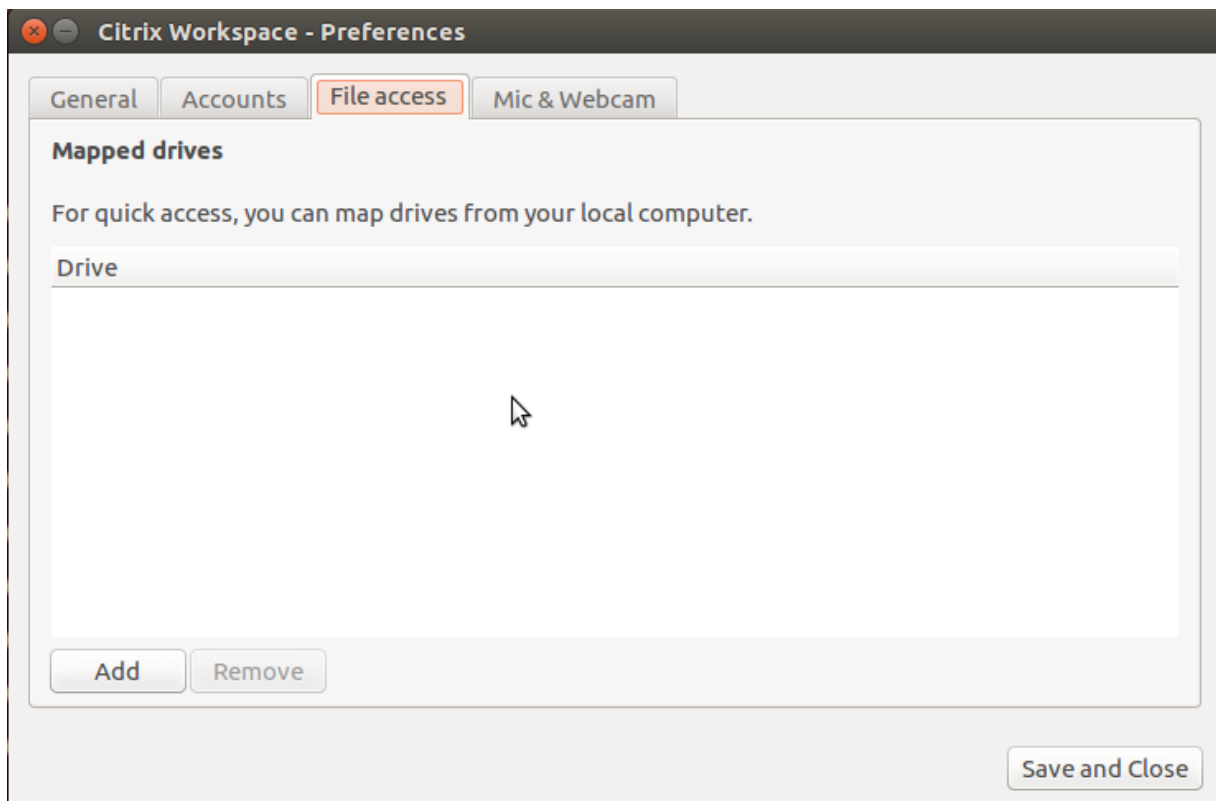 Citrix Workspace - Preferences
General Accounts File access Mic & Webcam
Mapped drives
For quick access, you can map drives from your local computer.
Drive
Add Remove
Save and Close